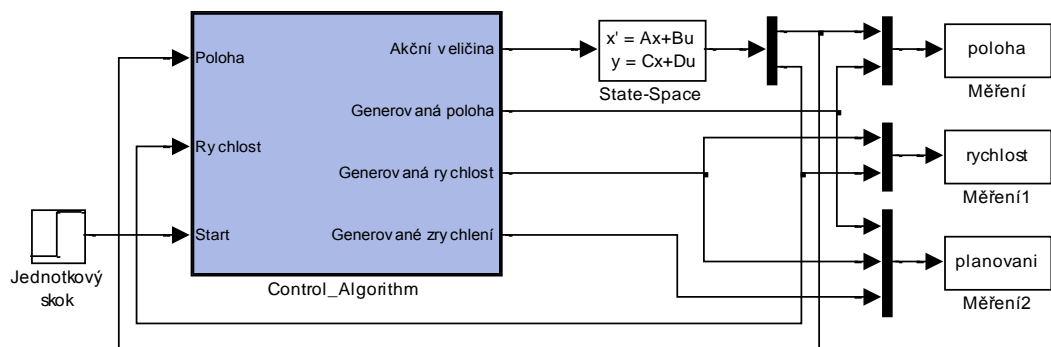 Poloha
Rychlost
Start
Akční veličina
Generovaná poloha
Generovaná rychlost
Generované zrychlení
Control_Algorithm
Jednotkový
skok
x' = Ax+Bu
y = Cx+Du
State-Space
poloha
Měření
rychlost
Měření1
planovani
Měření2